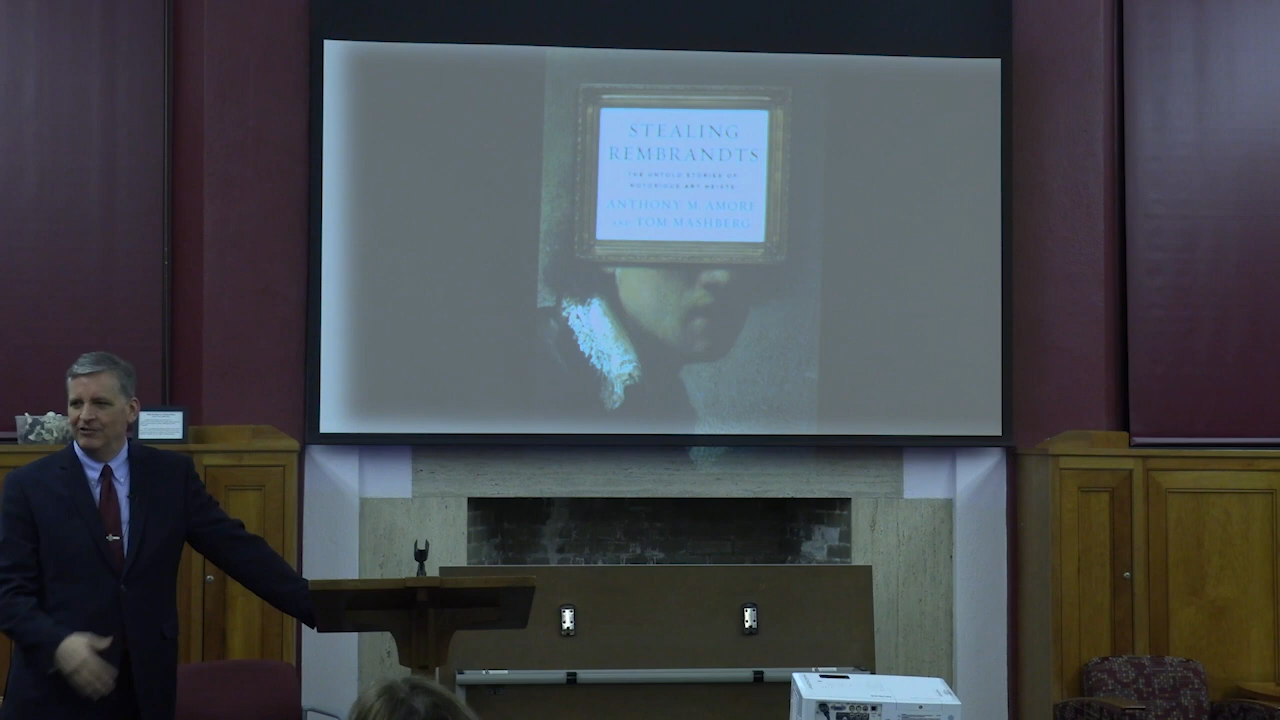 STEALING
REMBRANDTS
THE UNTOLD STORIES OF
NOTORIOUS ART HEISTS
ANTHONY M. AMORE
AND TOM MASHBERG